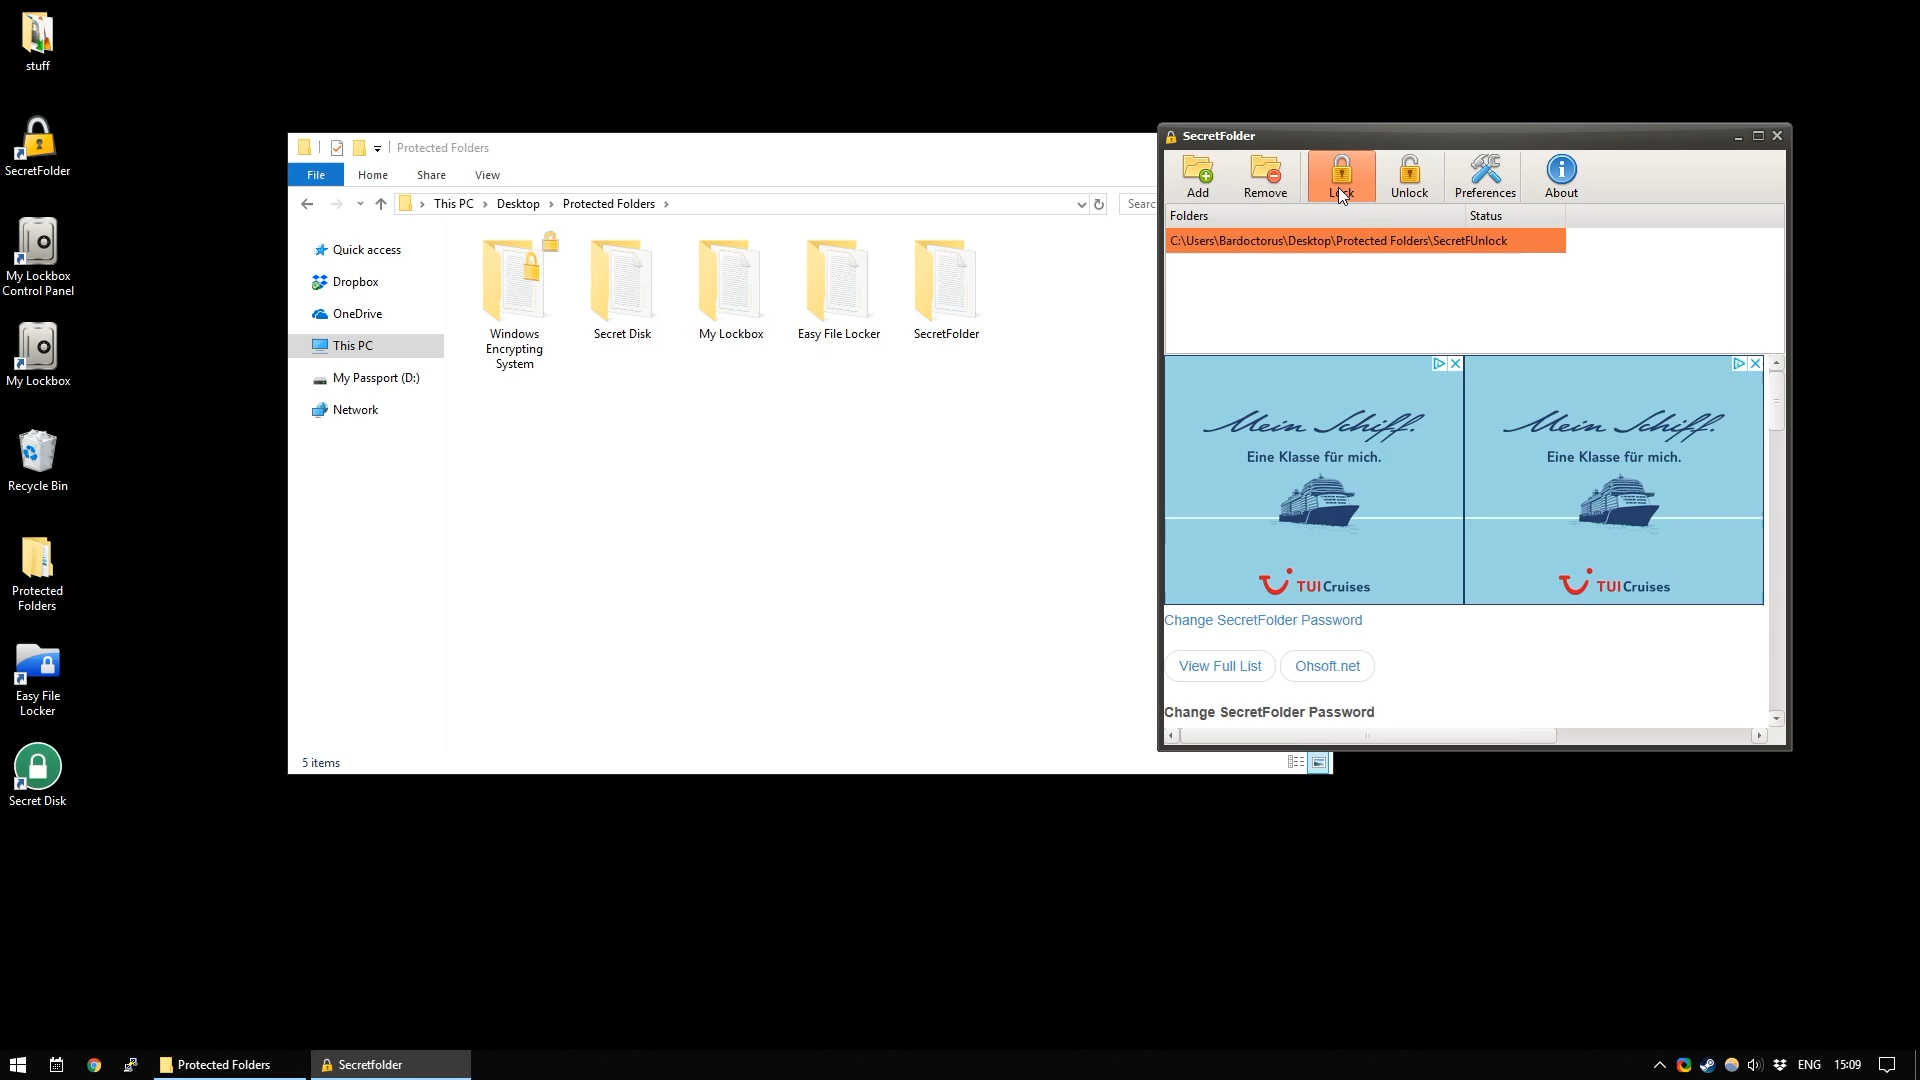 stuff
SecretFolder
My Lockbox
Control Panel
My Lockbox
Recycle Bin
Protected
Folders
Easy File
Locker
Secret Disk
Protected Folders
File Home Share View
This PC Desktop Protected Folders
Searc
Quick access
Dropbox
OneDrive
This PC
My Passport (D:)
Network
Windows
Encrypting
System
Secret Disk
My Lockbox
Easy File Locker
SecretFolder
5 items
SecretFolder
Add Remove Lock Unlock Preferences About
Folders Status
C:\Users\Bardoctorus\Desktop\Protected Folders\SecretFUnlock
Mein Schiff.
Eine Klasse für mich.
TUI Cruises
Mein Schiff.
Eine Klasse für mich.
TUI Cruises
Change SecretFolder Password
View Full List Ohsoft.net
Change SecretFolder Password
Protected Folders
Secretfolder
ENG 15:09